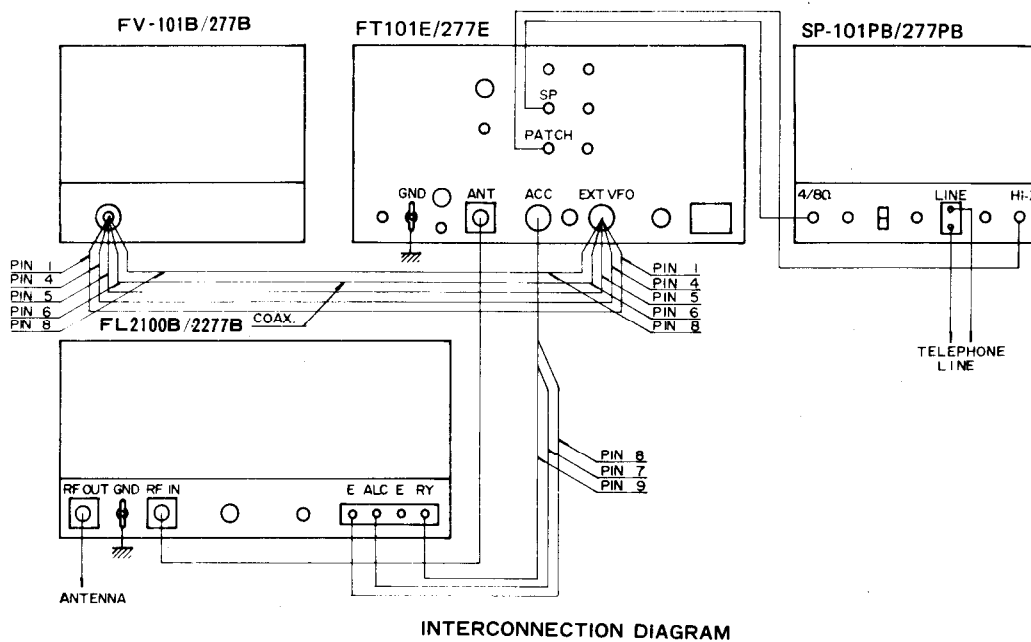 FV-101B/277B
FT101E/277E
SP-101PB/277PB
SP
PATCH
GND
ANT
ACC
EXT VFO
4/8Ω
LINE
PIN 1
PIN 4
PIN 5
PIN 6
PIN 8
COAX.
PIN 1
PIN 4
PIN 5
PIN 6
PIN 8
TELEPHONE
LINE
FL2100B/2277B
PIN 8
PIN 7
PIN 9
RF OUT
GND
RF IN
E
ALC
E
RY
ANTENNA
INTERCONNECTION DIAGRAM